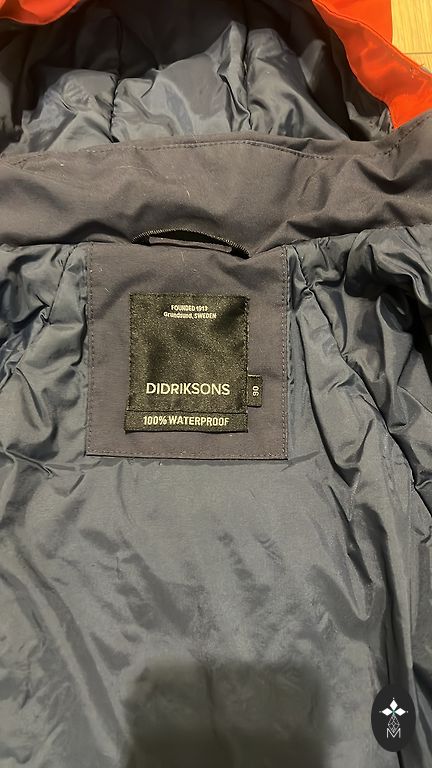 FOUNDED 1913
Grundsund, SWEDEN
DIDRIKSONS
90
100% WATERPROOF
M